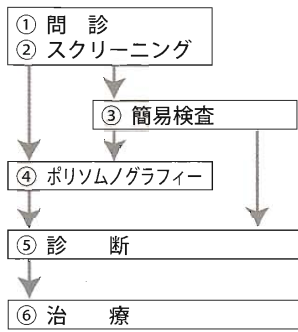 ① 問　診
② スクリーニング
③ 簡易検査
④ ポリソムノグラフィー
⑤ 診　　断
⑥ 治　　療